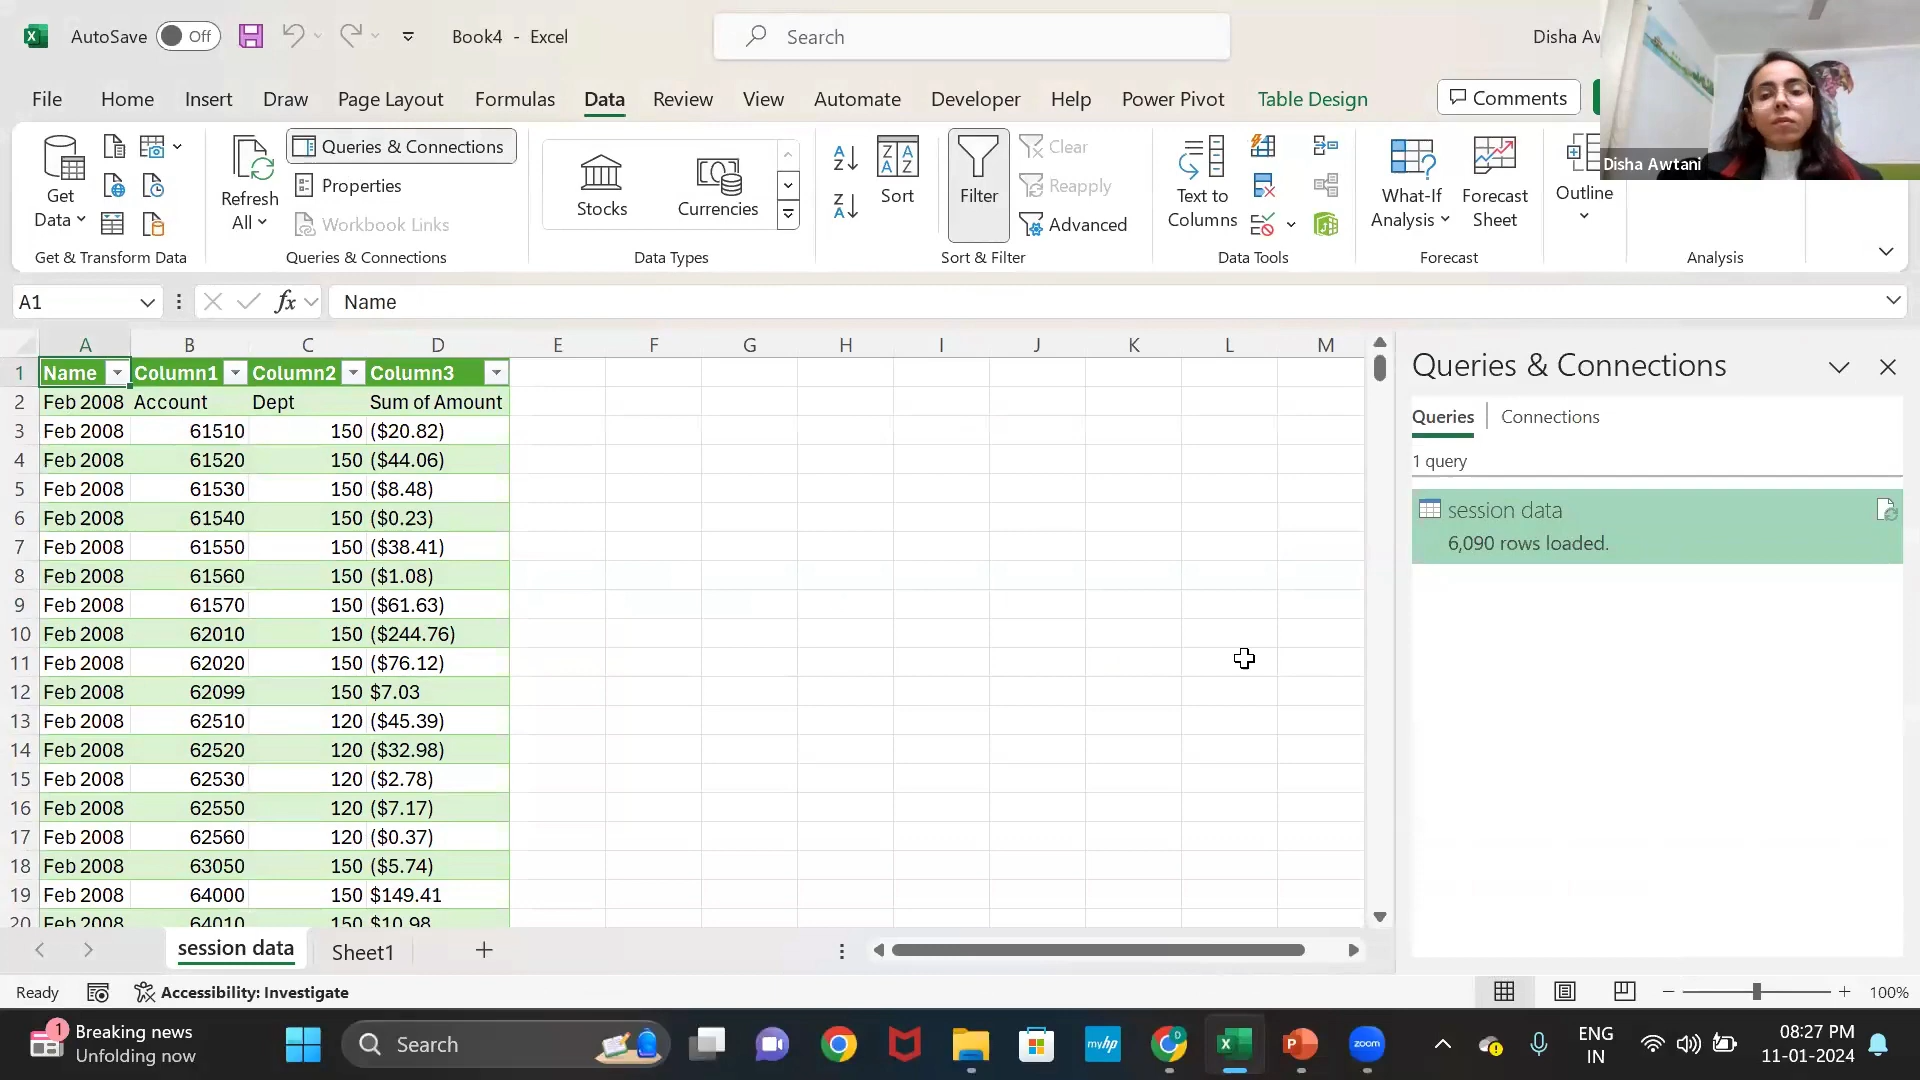 AutoSave Off Book4 - Excel Search Disha Aw
File Home Insert Draw Page Layout Formulas Data Review View Automate Developer Help Power Pivot Table Design Comments
Get Data
Refresh All
Queries & Connections
Properties
Workbook Links
Stocks
Currencies
Sort
Filter
Clear
Reapply
Advanced
Text to Columns
What-If Analysis
Forecast Sheet
Outline
Disha Awtani
Get & Transform Data Queries & Connections Data Types Sort & Filter Data Tools Forecast Analysis
A1 fx Name
A B C D E F G H I J K L M
1 Name Column1 Column2 Column3
2 Feb 2008 Account Dept Sum of Amount
3 Feb 2008 61510 150 ($20.82)
4 Feb 2008 61520 150 ($44.06)
5 Feb 2008 61530 150 ($8.48)
6 Feb 2008 61540 150 ($0.23)
7 Feb 2008 61550 150 ($38.41)
8 Feb 2008 61560 150 ($1.08)
9 Feb 2008 61570 150 ($61.63)
10 Feb 2008 62010 150 ($244.76)
11 Feb 2008 62020 150 ($76.12)
12 Feb 2008 62099 150 $7.03
13 Feb 2008 62510 120 ($45.39)
14 Feb 2008 62520 120 ($32.98)
15 Feb 2008 62530 120 ($2.78)
16 Feb 2008 62550 120 ($7.17)
17 Feb 2008 62560 120 ($0.37)
18 Feb 2008 63050 150 ($5.74)
19 Feb 2008 64000 150 $149.41
20 Feb 2008 64010 150 $10.98
Queries & Connections
Queries Connections
1 query
session data
6,090 rows loaded.
session data Sheet1
Ready Accessibility: Investigate 100%
1 Breaking news
Unfolding now
Search
myhp
D
zoom
ENG
IN
08:27 PM
11-01-2024